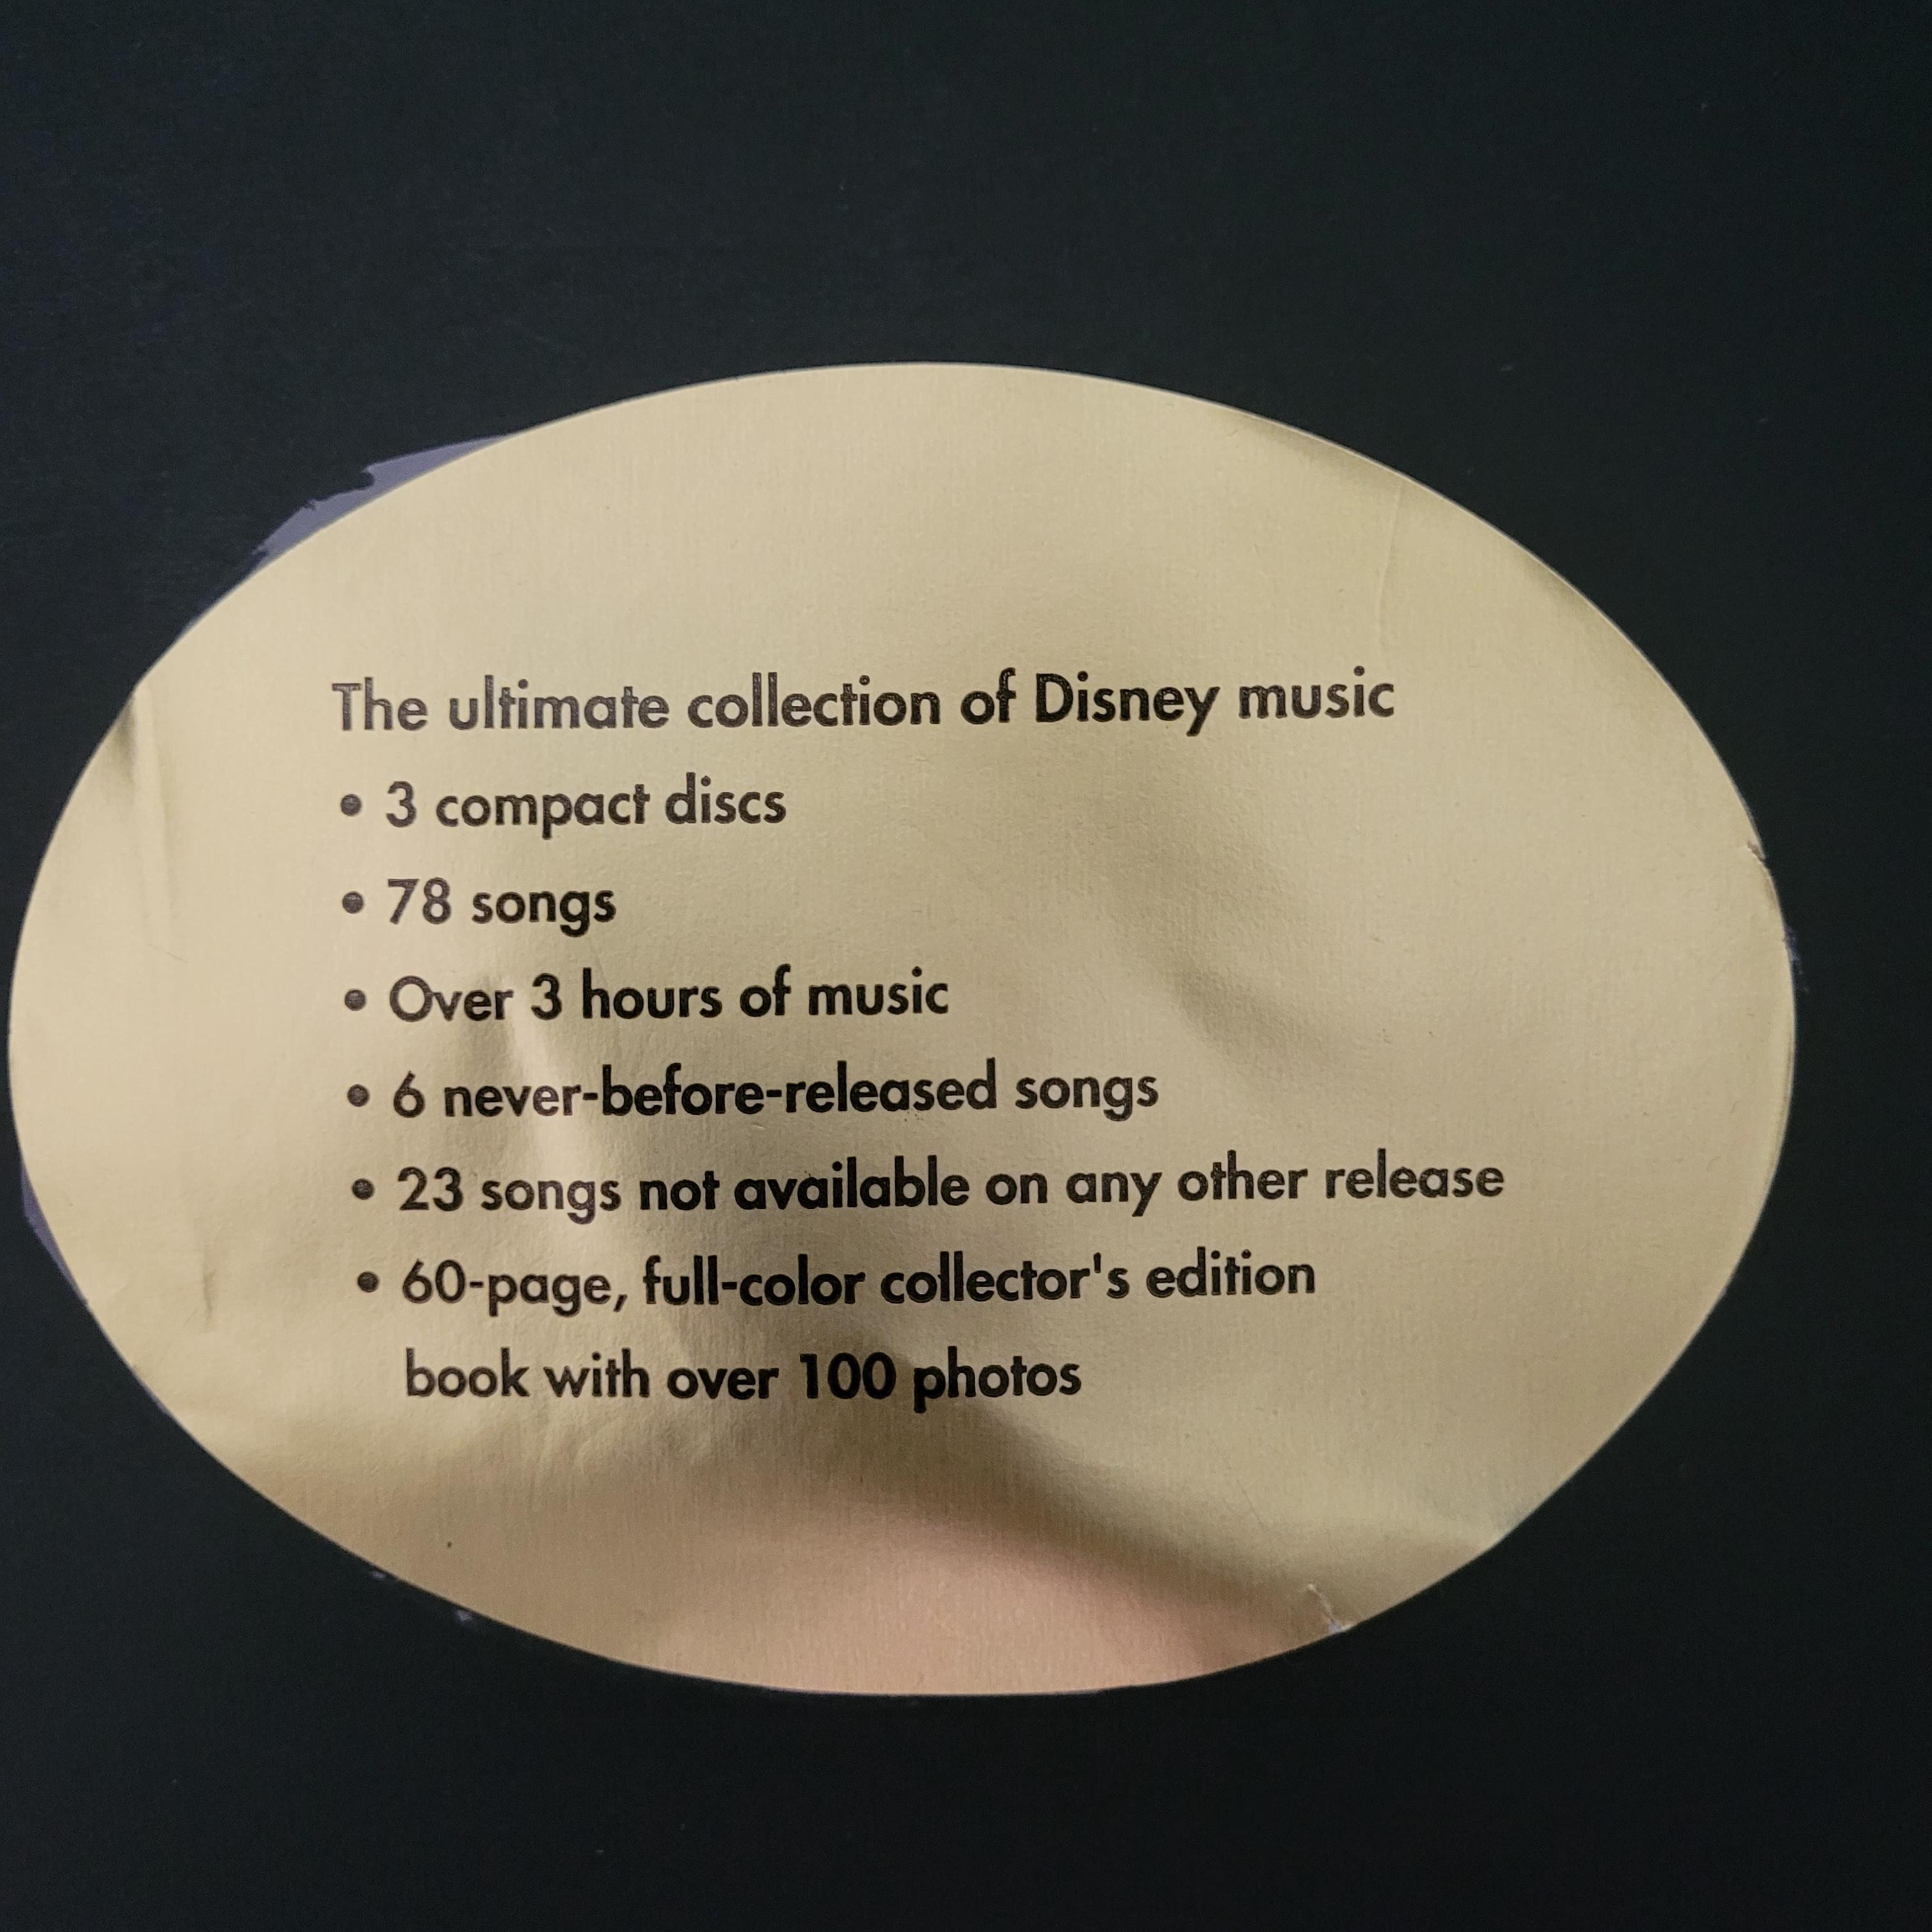 The ultimate collection of Disney music
• 3 compact discs
• 78 songs
• Over 3 hours of music
• 6 never-before-released songs
• 23 songs not available on any other release
• 60-page, full-color collector's edition
book with over 100 photos